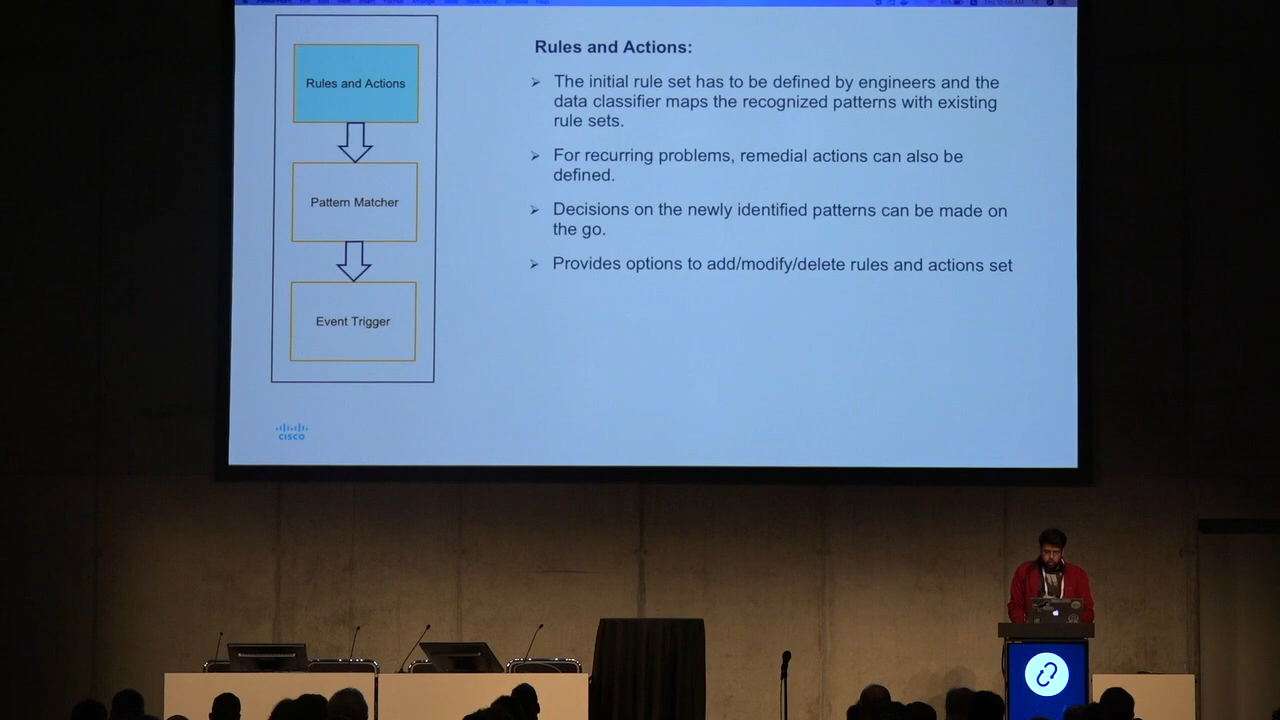 Rules and Actions
Pattern Matcher
Event Trigger
CISCO
Rules and Actions:
The initial rule set has to be defined by engineers and the
data classifier maps the recognized patterns with existing
rule sets.
For recurring problems, remedial actions can also be
defined.
Decisions on the newly identified patterns can be made on
the go.
Provides options to add/modify/delete rules and actions set